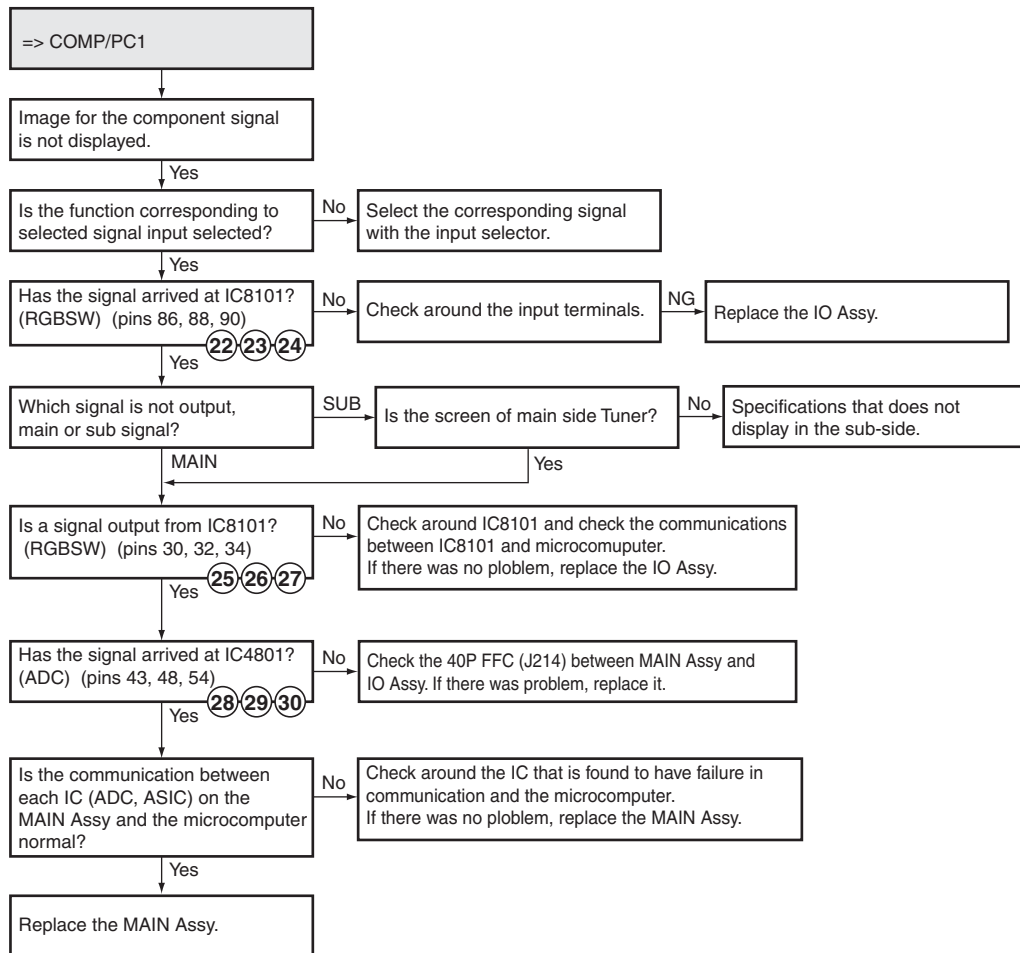 => COMP/PC1
Image for the component signal
is not displayed.
Yes
Is the function corresponding to
selected signal input selected?
No
Select the corresponding signal
with the input selector.
Yes
Has the signal arrived at IC8101?
(RGBSW) (pins 86, 88, 90)
22 23 24
No
Check around the input terminals.
NG
Replace the IO Assy.
Yes
Which signal is not output,
main or sub signal?
SUB
Is the screen of main side Tuner?
No
Specifications that does not
display in the sub-side.
MAIN
Yes
Is a signal output from IC8101?
(RGBSW) (pins 30, 32, 34)
25 26 27
No
Check around IC8101 and check the communications
between IC8101 and microcomuputer.
If there was no ploblem, replace the IO Assy.
Yes
Has the signal arrived at IC4801?
(ADC) (pins 43, 48, 54)
28 29 30
No
Check the 40P FFC (J214) between MAIN Assy and
IO Assy. If there was problem, replace it.
Yes
Is the communication between
each IC (ADC, ASIC) on the
MAIN Assy and the microcomputer
normal?
No
Check around the IC that is found to have failure in
communication and the microcomputer.
If there was no ploblem, replace the MAIN Assy.
Yes
Replace the MAIN Assy.